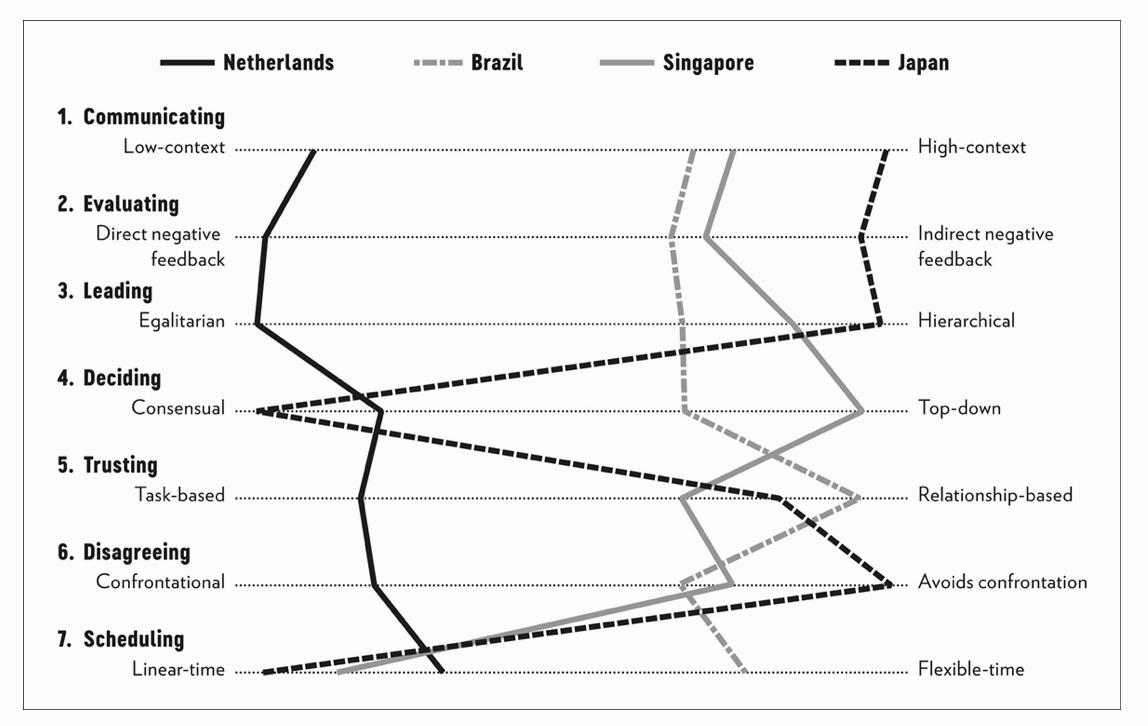 Netherlands Brazil Singapore Japan
1. Communicating
Low-context High-context
2. Evaluating
Direct negative Indirect negative
feedback feedback
3. Leading
Egalitarian Hierarchical
4. Deciding
Consensual Top-down
5. Trusting
Task-based Relationship-based
6. Disagreeing
Confrontational Avoids confrontation
7. Scheduling
Linear-time Flexible-time